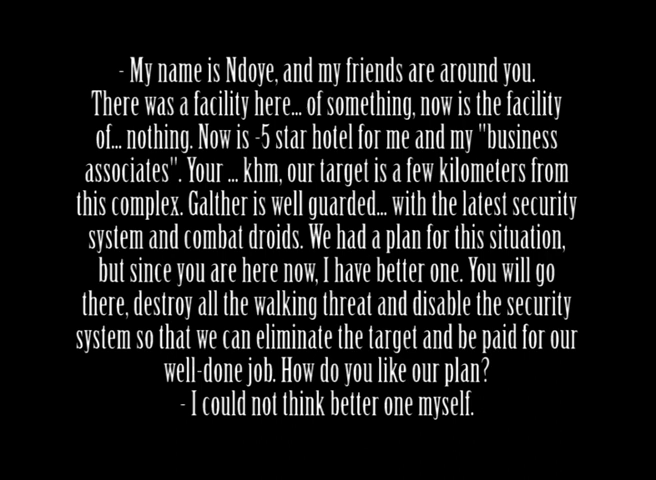 - My name is Ndoye, and my friends are around you.
There was a facility here... of something, now is the facility
of... nothing. Now is -5 star hotel for me and my "business
associates". Your ... khm, our target is a few kilometers from
this complex. Galther is well guarded... with the latest security
system and combat droids. We had a plan for this situation,
but since you are here now, I have better one. You will go
there, destroy all the walking threat and disable the security
system so that we can eliminate the target and be paid for our
well-done job. How do you like our plan?
- I could not think better one myself.